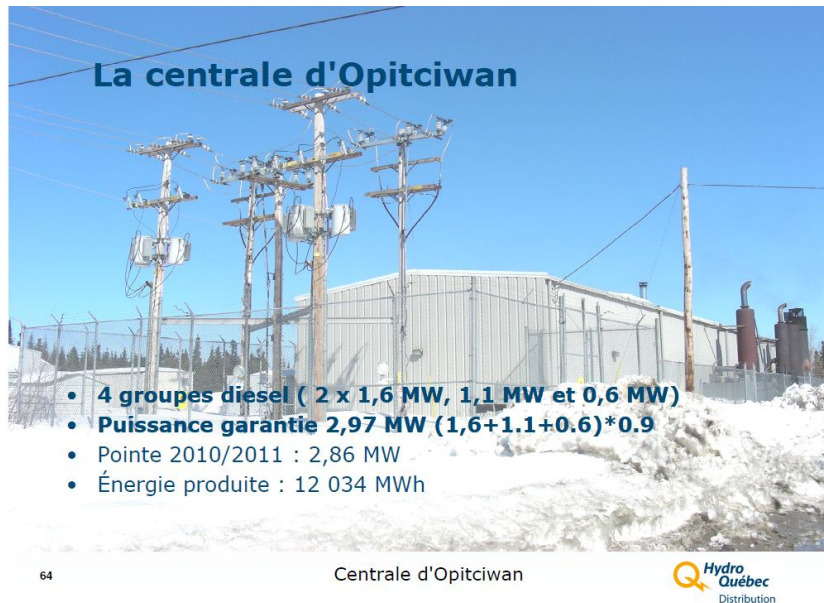 La centrale d'Opitciwan
• 4 groupes diesel ( 2 x 1,6 MW, 1,1 MW et 0,6 MW)
• Puissance garantie 2,97 MW (1,6+1.1+0.6)*0.9
• Pointe 2010/2011 : 2,86 MW
• Énergie produite : 12 034 MWh
64
Centrale d'Opitciwan
Hydro
Québec
Distribution